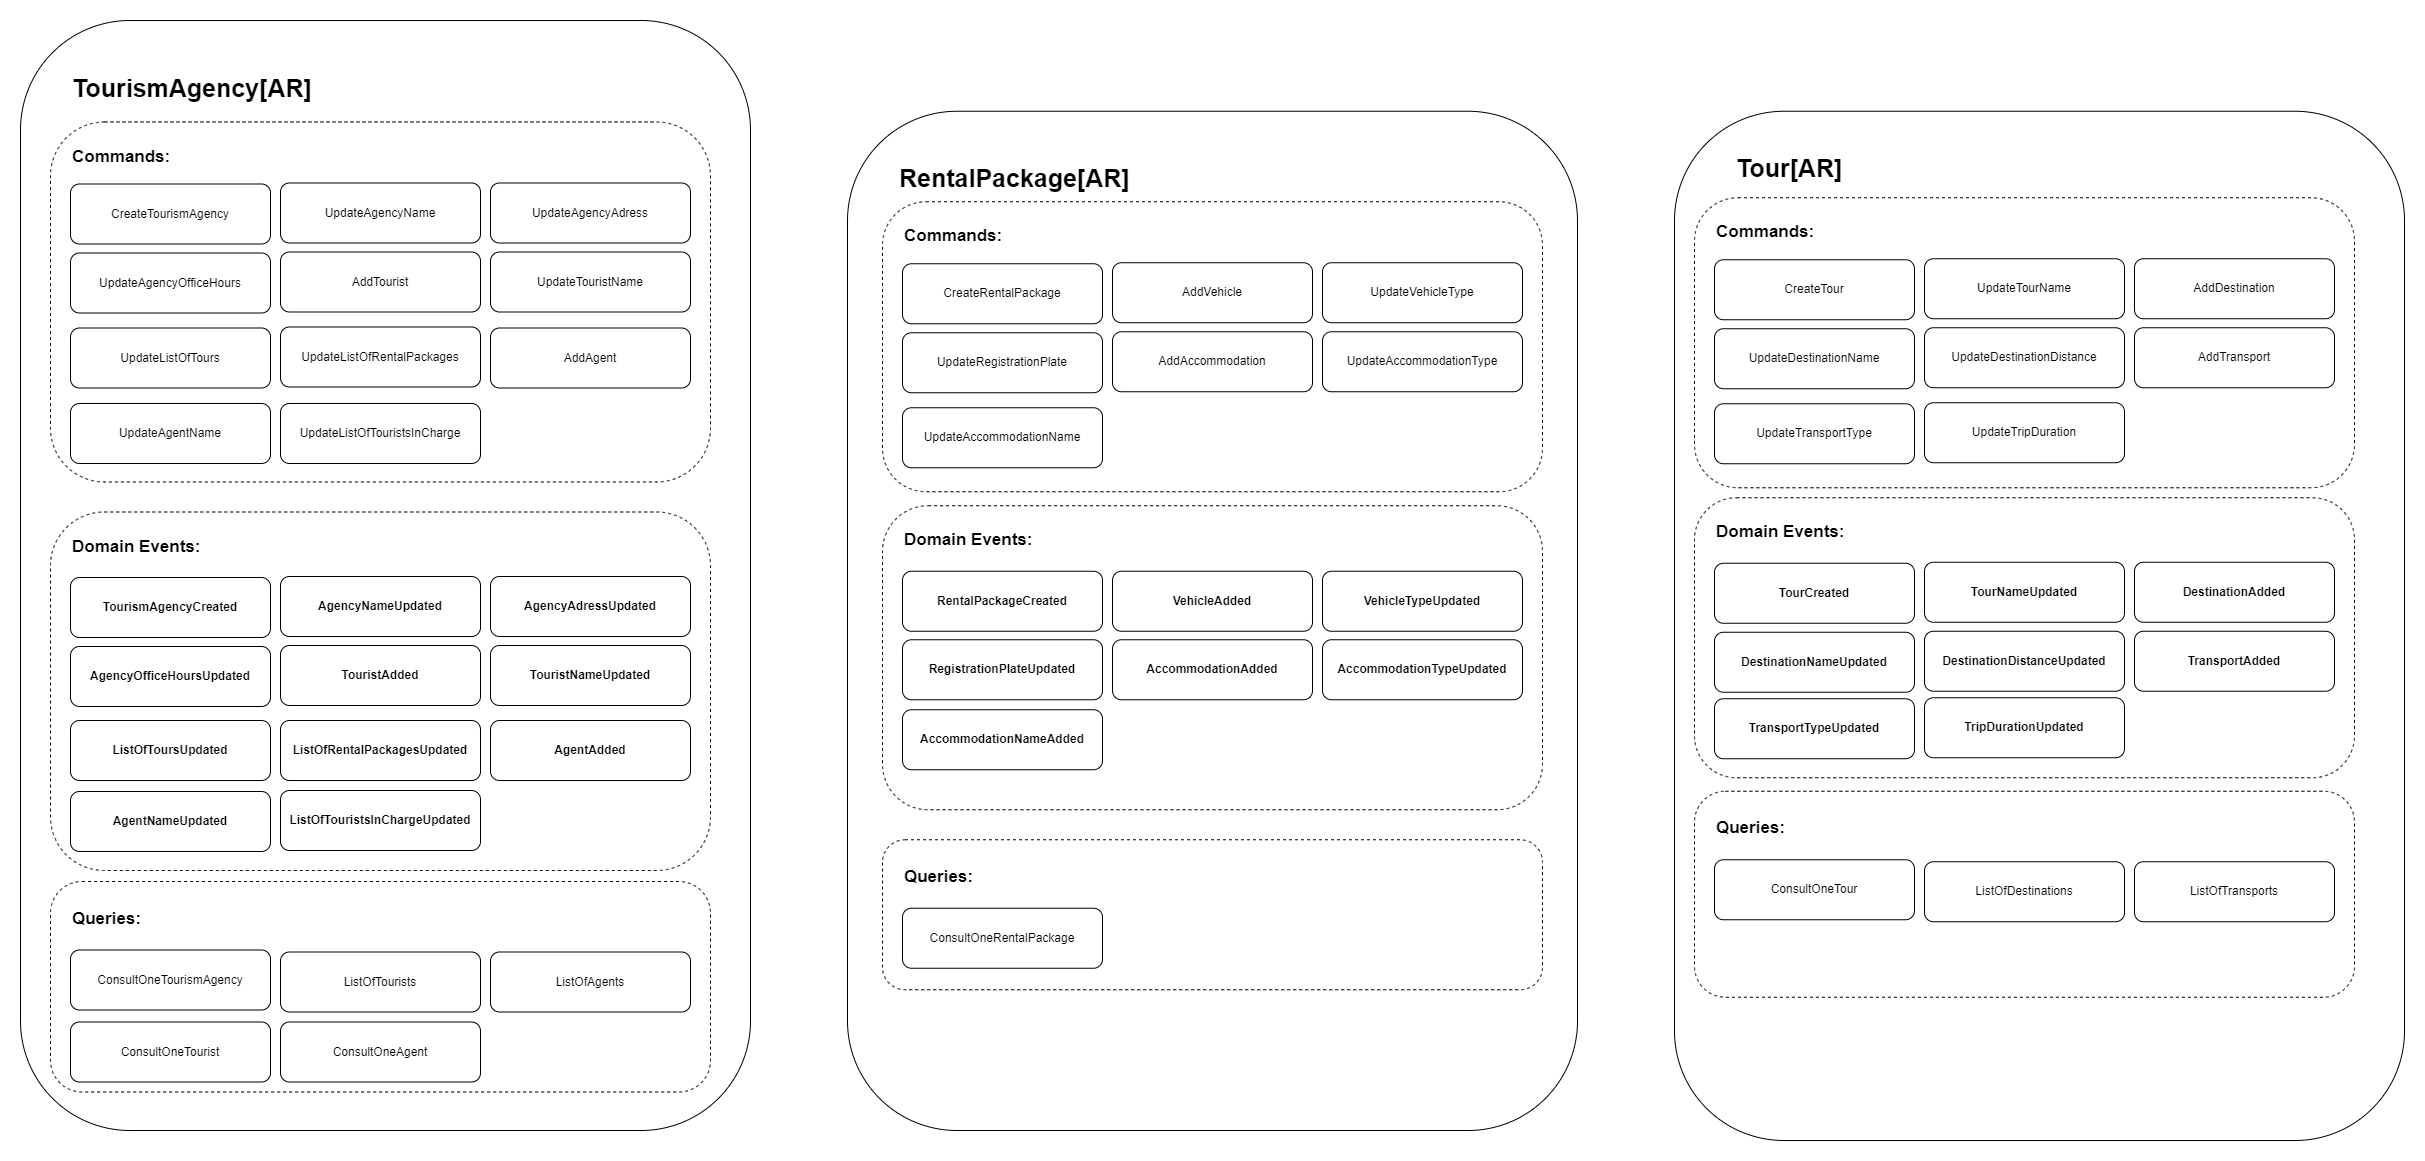 TourismAgency[AR]
Commands:
CreateTourismAgency
UpdateAgencyName
UpdateAgencyAdress
UpdateAgencyOfficeHours
AddTourist
UpdateTouristName
UpdateListOfTours
UpdateListOfRentalPackages
AddAgent
UpdateAgentName
UpdateListOfTouristsInCharge
Domain Events:
TourismAgencyCreated
AgencyNameUpdated
AgencyAdressUpdated
AgencyOfficeHoursUpdated
TouristAdded
TouristNameUpdated
ListOfToursUpdated
ListOfRentalPackagesUpdated
AgentAdded
AgentNameUpdated
ListOfTouristsInChargeUpdated
Queries:
ConsultOneTourismAgency
ListOfTourists
ListOfAgents
ConsultOneTourist
ConsultOneAgent
RentalPackage[AR]
Commands:
CreateRentalPackage
AddVehicle
UpdateVehicleType
UpdateRegistrationPlate
AddAccommodation
UpdateAccommodationType
UpdateAccommodationName
Domain Events:
RentalPackageCreated
VehicleAdded
VehicleTypeUpdated
RegistrationPlateUpdated
AccommodationAdded
AccommodationTypeUpdated
AccommodationNameAdded
Queries:
ConsultOneRentalPackage
Tour[AR]
Commands:
CreateTour
UpdateTourName
AddDestination
UpdateDestinationName
UpdateDestinationDistance
AddTransport
UpdateTransportType
UpdateTripDuration
Domain Events:
TourCreated
TourNameUpdated
DestinationAdded
DestinationNameUpdated
DestinationDistanceUpdated
TransportAdded
TransportTypeUpdated
TripDurationUpdated
Queries:
ConsultOneTour
ListOfDestinations
ListOfTransports